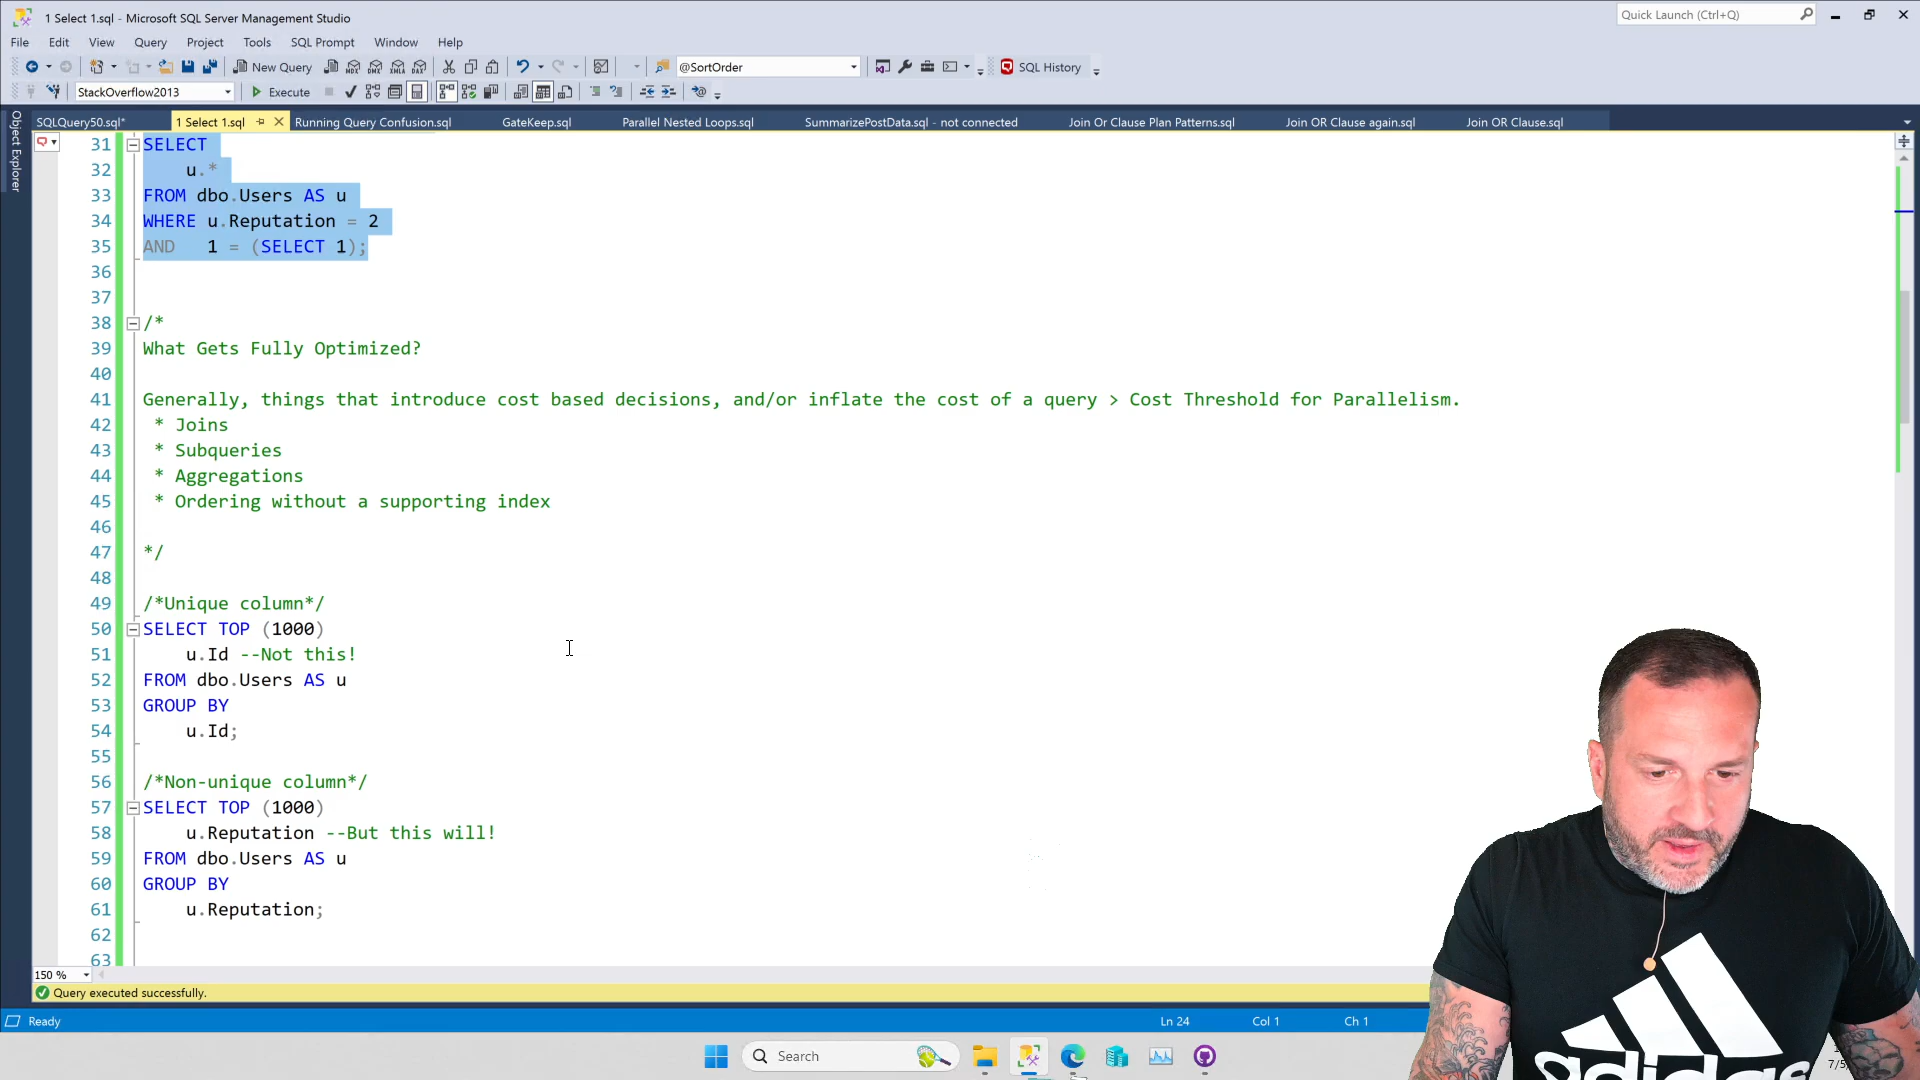 1 Select 1.sql - Microsoft SQL Server Management Studio
Quick Launch (Ctrl+Q)
File Edit View Query Project Tools SQL Prompt Window Help
New Query MDX DMX XMLA DAX @SortOrder SQL History
StackOverflow2013 Execute
SQLQuery50.sql* 1 Select 1.sql Running Query Confusion.sql GateKeep.sql Parallel Nested Loops.sql SummarizePostData.sql - not connected Join Or Clause Plan Patterns.sql Join OR Clause again.sql Join OR Clause.sql
Object Explorer
31 SELECT
32 u.*
33 FROM dbo.Users AS u
34 WHERE u.Reputation = 2
35 AND 1 = (SELECT 1);
36
37
38 /*
39 What Gets Fully Optimized?
40
41 Generally, things that introduce cost based decisions, and/or inflate the cost of a query > Cost Threshold for Parallelism.
42 * Joins
43 * Subqueries
44 * Aggregations
45 * Ordering without a supporting index
46
47 */
48
49 /*Unique column*/
50 SELECT TOP (1000)
51 u.Id --Not this!
52 FROM dbo.Users AS u
53 GROUP BY
54 u.Id;
55
56 /*Non-unique column*/
57 SELECT TOP (1000)
58 u.Reputation --But this will!
59 FROM dbo.Users AS u
60 GROUP BY
61 u.Reputation;
62
63
150 %
Query executed successfully.
Ready Ln 24 Col 1 Ch 1
Search
adidas